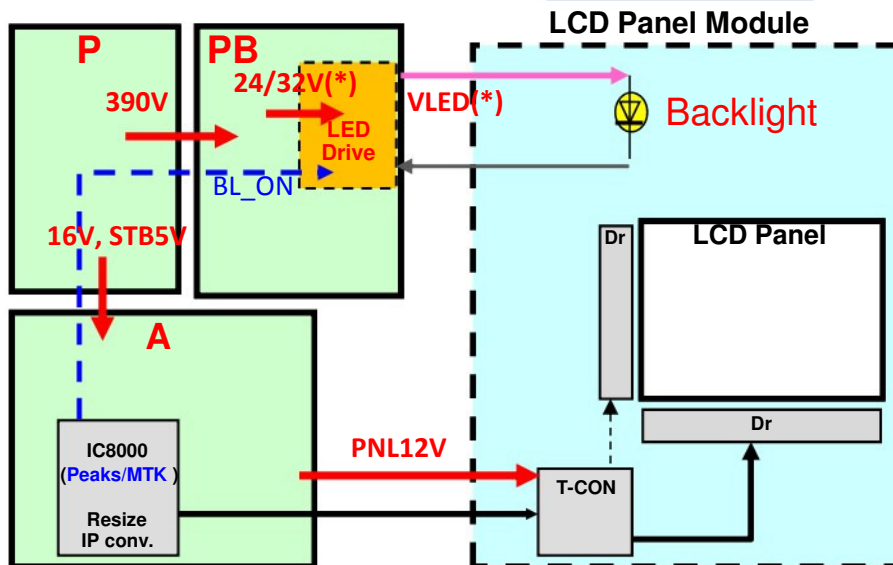 LCD Panel Module
P
PB
24/32V(*)
390V
VLED(*)
LED
Drive
Backlight
BL_ON
16V, STB5V
Dr
LCD Panel
A
Dr
PNL12V
IC8000
(Peaks/MTK )
T-CON
Resize
IP conv.